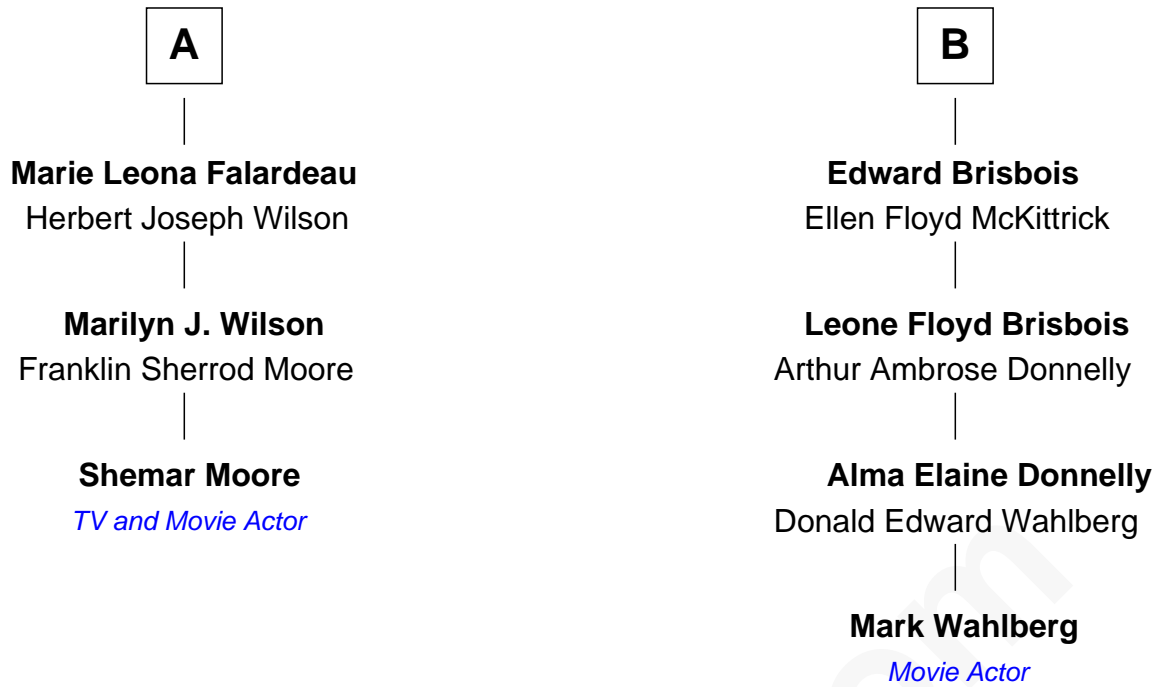 A
Marie Leona Falardeau
Herbert Joseph Wilson
Marilyn J. Wilson
Franklin Sherrod Moore
Shemar Moore
TV and Movie Actor
B
Edward Brisbois
Ellen Floyd McKittrick
Leone Floyd Brisbois
Arthur Ambrose Donnelly
Alma Elaine Donnelly
Donald Edward Wahlberg
Mark Wahlberg
Movie Actor
om